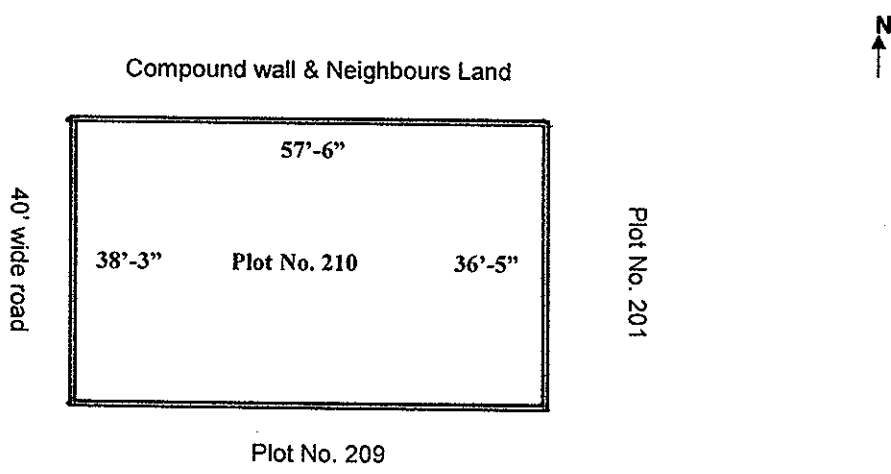 N
Compound wall & Neighbours Land
57’-6”
40’ wide road
38’-3”
Plot No. 210
36’-5”
Plot No. 201
Plot No. 209